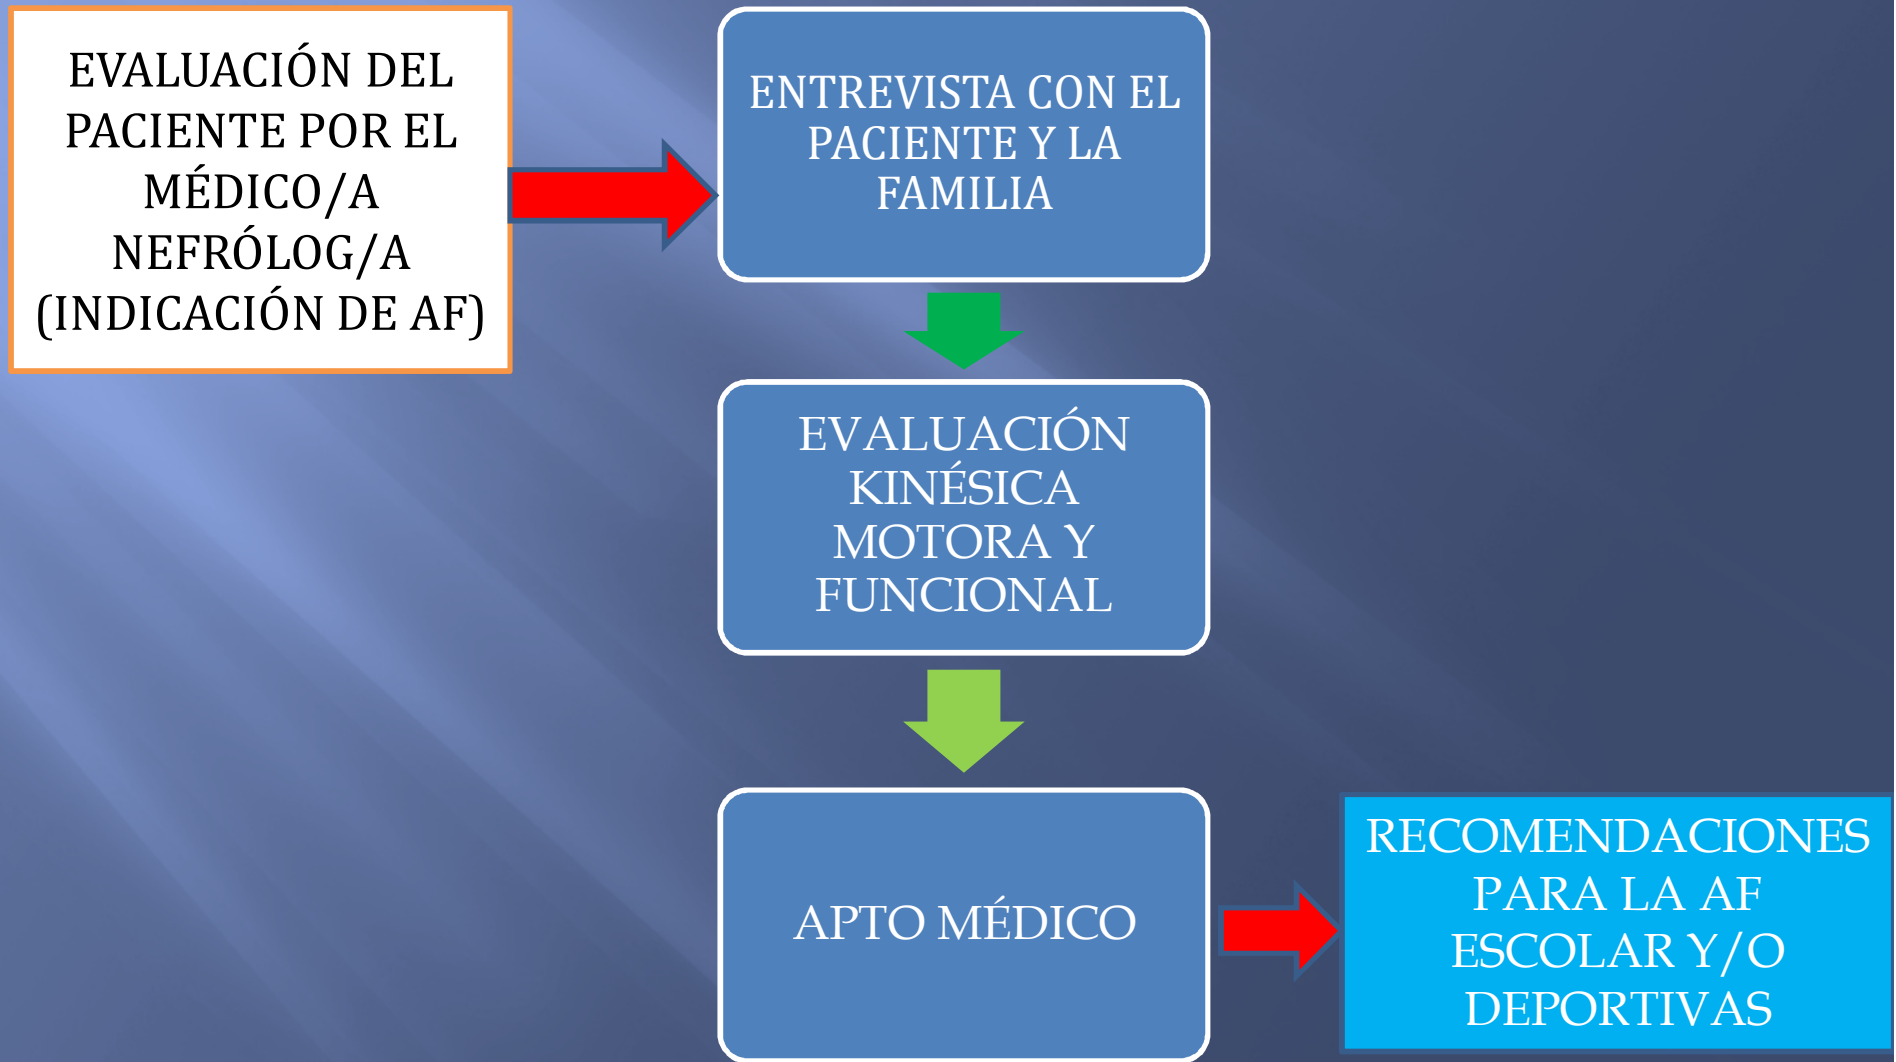 EVALUACIÓN DEL
PACIENTE POR EL
MÉDICO/A
NEFRÓLOG/A
(INDICACIÓN DE AF)
ENTREVISTA CON EL
PACIENTE Y LA
FAMILIA
EVALUACIÓN
KINÉSICA
MOTORA Y
FUNCIONAL
APTO MÉDICO
RECOMENDACIONES
PARA LA AF
ESCOLAR Y/O
DEPORTIVAS